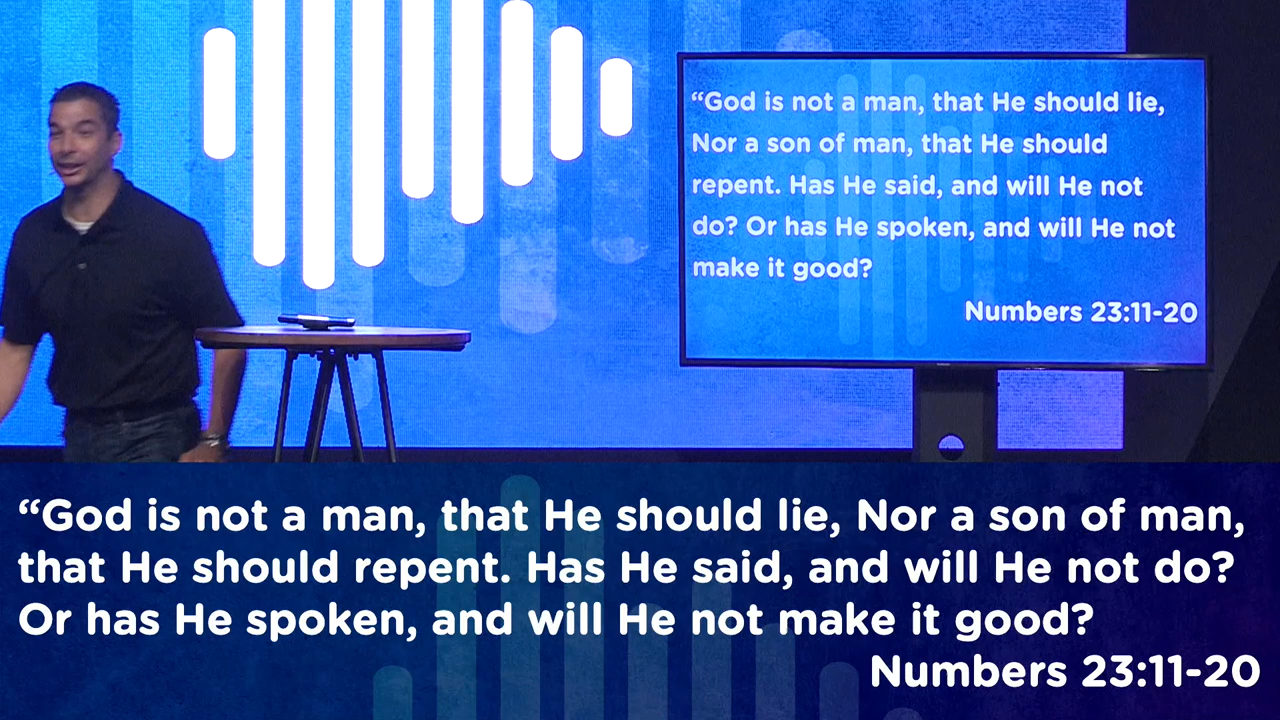 “God is not a man, that He should lie,
Nor a son of man, that He should
repent. Has He said, and will He not
do? Or has He spoken, and will He not
make it good?
Numbers 23:11-20
“God is not a man, that He should lie, Nor a son of man,
that He should repent. Has He said, and will He not do?
Or has He spoken, and will He not make it good?
Numbers 23:11-20